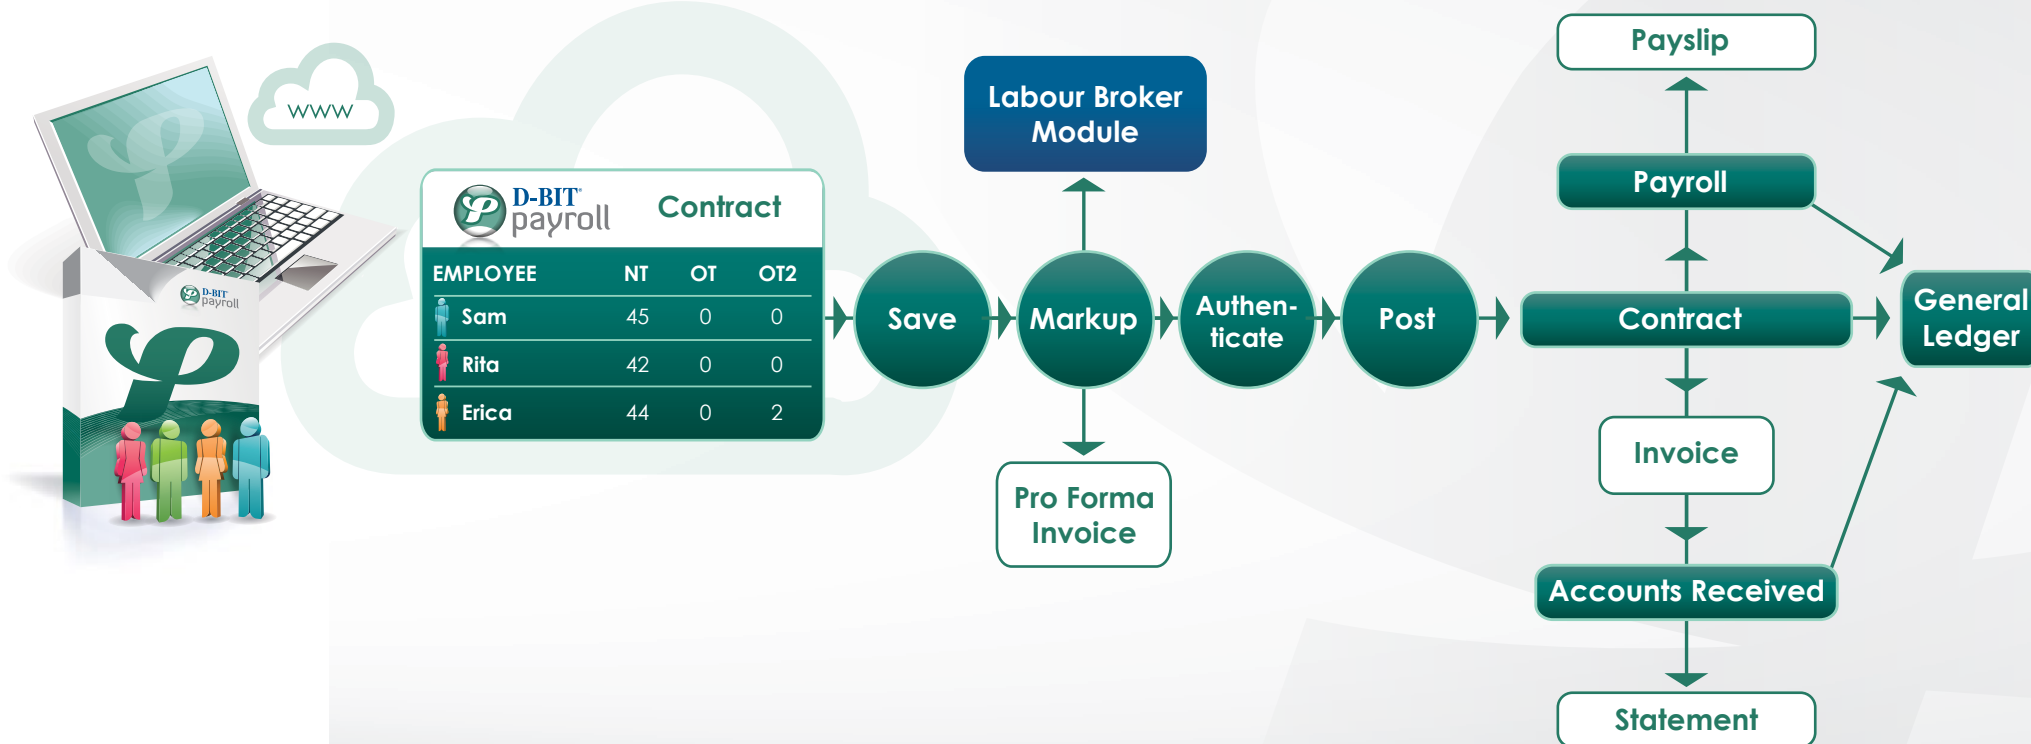 WWW
D-BIT
payroll
D-BIT®
payroll
Contract
EMPLOYEE NT OT OT2
Sam 45 0 0
Rita 42 0 0
Erica 44 0 2
Save
Markup
Labour Broker
Module
Pro Forma
Invoice
Authen-
ticate
Post
Payslip
Payroll
Contract
General
Ledger
Invoice
Accounts Received
Statement